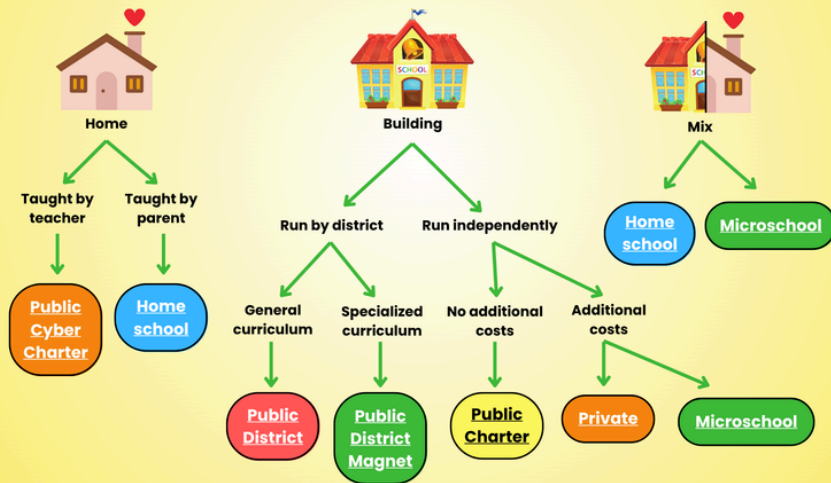 SCHOOL
SC
Home
Building
Mix
Taught by
teacher
Taught by
parent
Run by district
Run independently
Home
school
Microschool
Public
Cyber
Charter
Home
school
General
curriculum
Specialized
curriculum
No additional
costs
Additional
costs
Public
District
Public
District
Magnet
Public
Charter
Private
Microschool